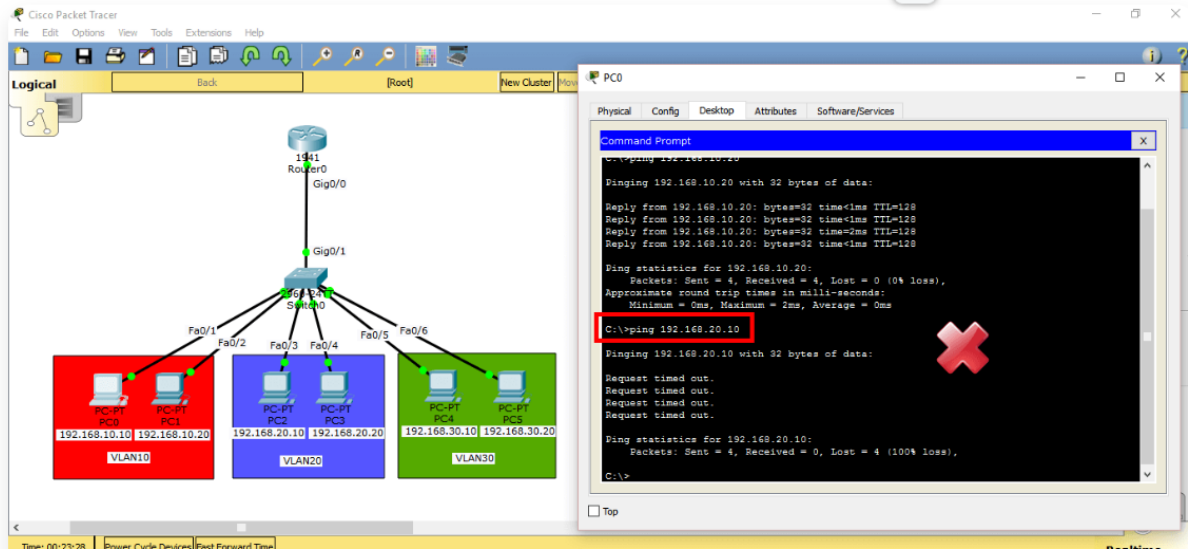 Cisco Packet Tracer
File Edit Options View Tools Extensions Help
Logical
Back
[Root]
New Cluster
1941
Router0
Gig0/0
Gig0/1
Switch0
Fa0/1
Fa0/2
Fa0/3
Fa0/4
Fa0/5
Fa0/6
PC-PT
PC0
192.168.10.10
PC-PT
PC1
192.168.10.20
VLAN10
PC-PT
PC2
192.168.20.10
PC-PT
PC3
192.168.20.20
VLAN20
PC-PT
PC4
192.168.30.10
PC-PT
PC5
192.168.30.20
VLAN30
PC0
Physical Config Desktop Attributes Software/Services
Command Prompt
X
C:\>ping 192.168.10.20
Pinging 192.168.10.20 with 32 bytes of data:
Reply from 192.168.10.20: bytes=32 time<1ms TTL=128
Reply from 192.168.10.20: bytes=32 time<1ms TTL=128
Reply from 192.168.10.20: bytes=32 time=2ms TTL=128
Reply from 192.168.10.20: bytes=32 time<1ms TTL=128
Ping statistics for 192.168.10.20:
Packets: Sent = 4, Received = 4, Lost = 0 (0% loss),
Approximate round trip times in milli-seconds:
Minimum = 0ms, Maximum = 2ms, Average = 0ms
C:\>ping 192.168.20.10
Pinging 192.168.20.10 with 32 bytes of data:
Request timed out.
Request timed out.
Request timed out.
Request timed out.
Ping statistics for 192.168.20.10:
Packets: Sent = 4, Received = 0, Lost = 4 (100% loss),
C:\>
Top
Time: 00:23:28
Power Cycle Devices
Fast Forward Time
Realtime